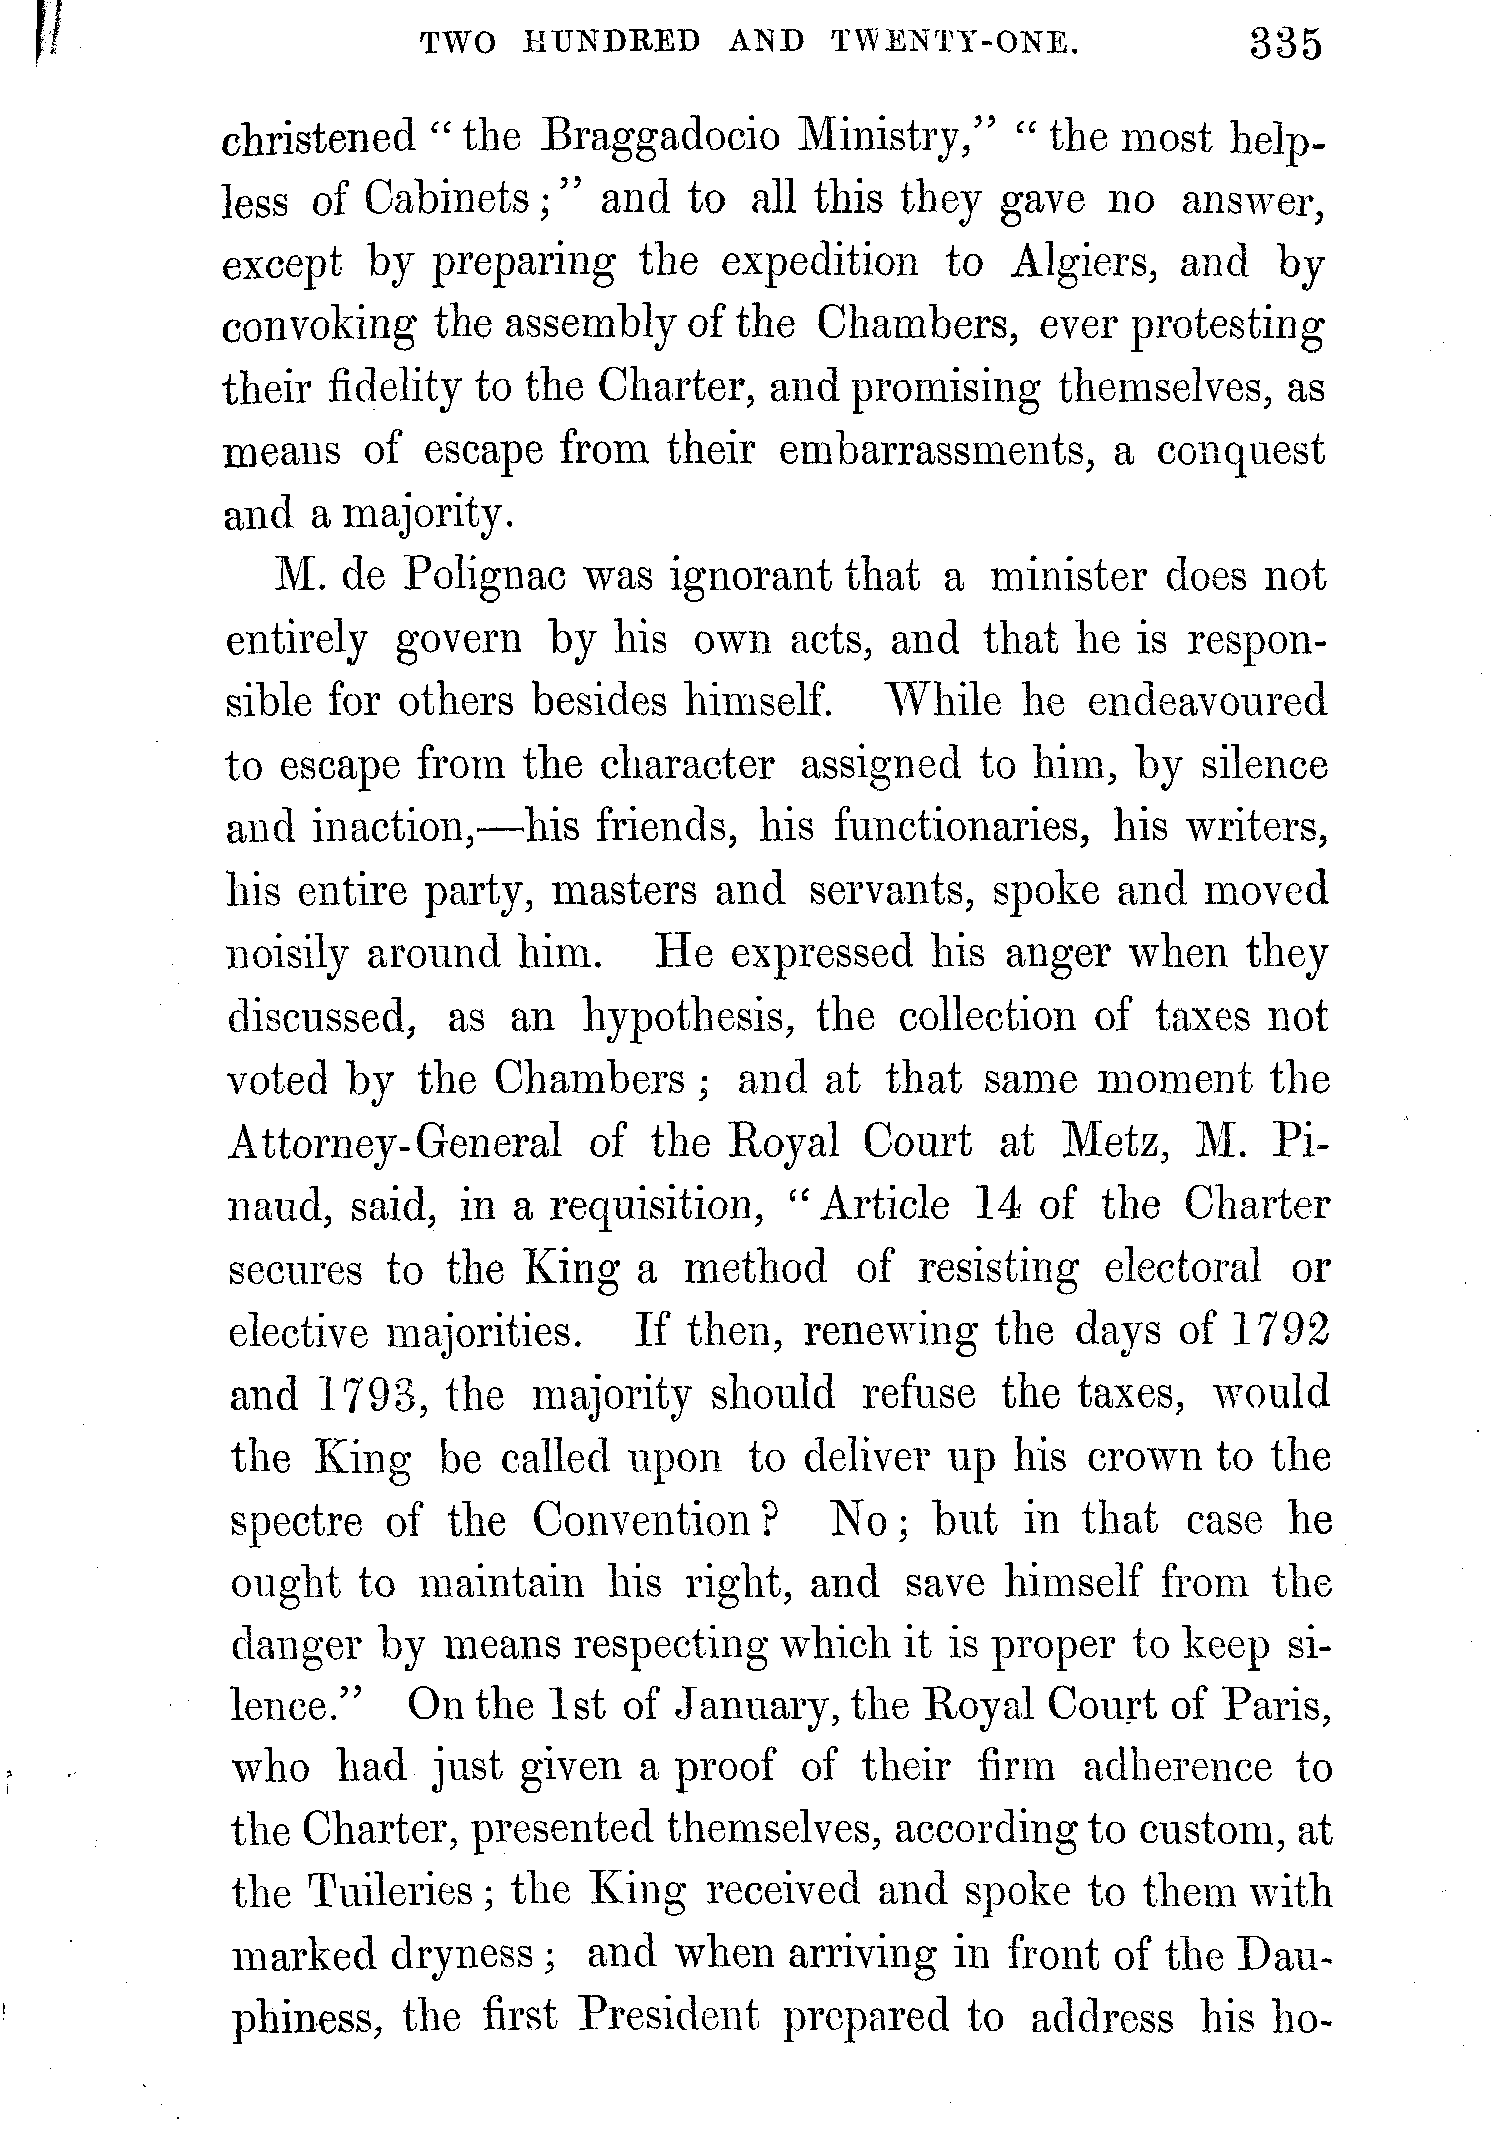 TWO HUNDRED AND TWENTY-ONE. 335
christened “ the Braggadocio Ministry,” “ the most help-
less of Cabinets ;” and to all this they gave no answer,
except by preparing the expedition to Algiers, and by
convoking the assembly of the Chambers, ever protesting
their fidelity to the Charter, and promising themselves, as
means of escape from their embarrassments, a conquest
and a majority.
M. de Polignac was ignorant that a minister does not
entirely govern by his own acts, and that he is respon-
sible for others besides himself. While he endeavoured
to escape from the character assigned to him, by silence
and inaction,—his friends, his functionaries, his writers,
his entire party, masters and servants, spoke and moved
noisily around him. He expressed his anger when they
discussed, as an hypothesis, the collection of taxes not
voted by the Chambers ; and at that same moment the
Attorney-General of the Royal Court at Metz, M. Pi-
naud, said, in a requisition, “ Article 14 of the Charter
secures to the King a method of resisting electoral or
elective majorities. If then, renewing the days of 1792
and 1793, the majority should refuse the taxes, would
the King be called upon to deliver up his crown to the
spectre of the Convention ? No ; but in that case he
ought to maintain his right, and save himself from the
danger by means respecting which it is proper to keep si-
lence.” On the 1st of January, the Royal Court of Paris,
who had just given a proof of their firm adherence to
the Charter, presented themselves, according to custom, at
the Tuileries ; the King received and spoke to them with
marked dryness ; and when arriving in front of the Dau-
phiness, the first President prepared to address his ho-